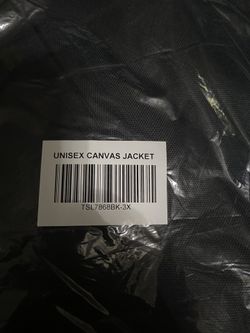 UNISEX CANVAS JACKET
TSL7868BK-3X